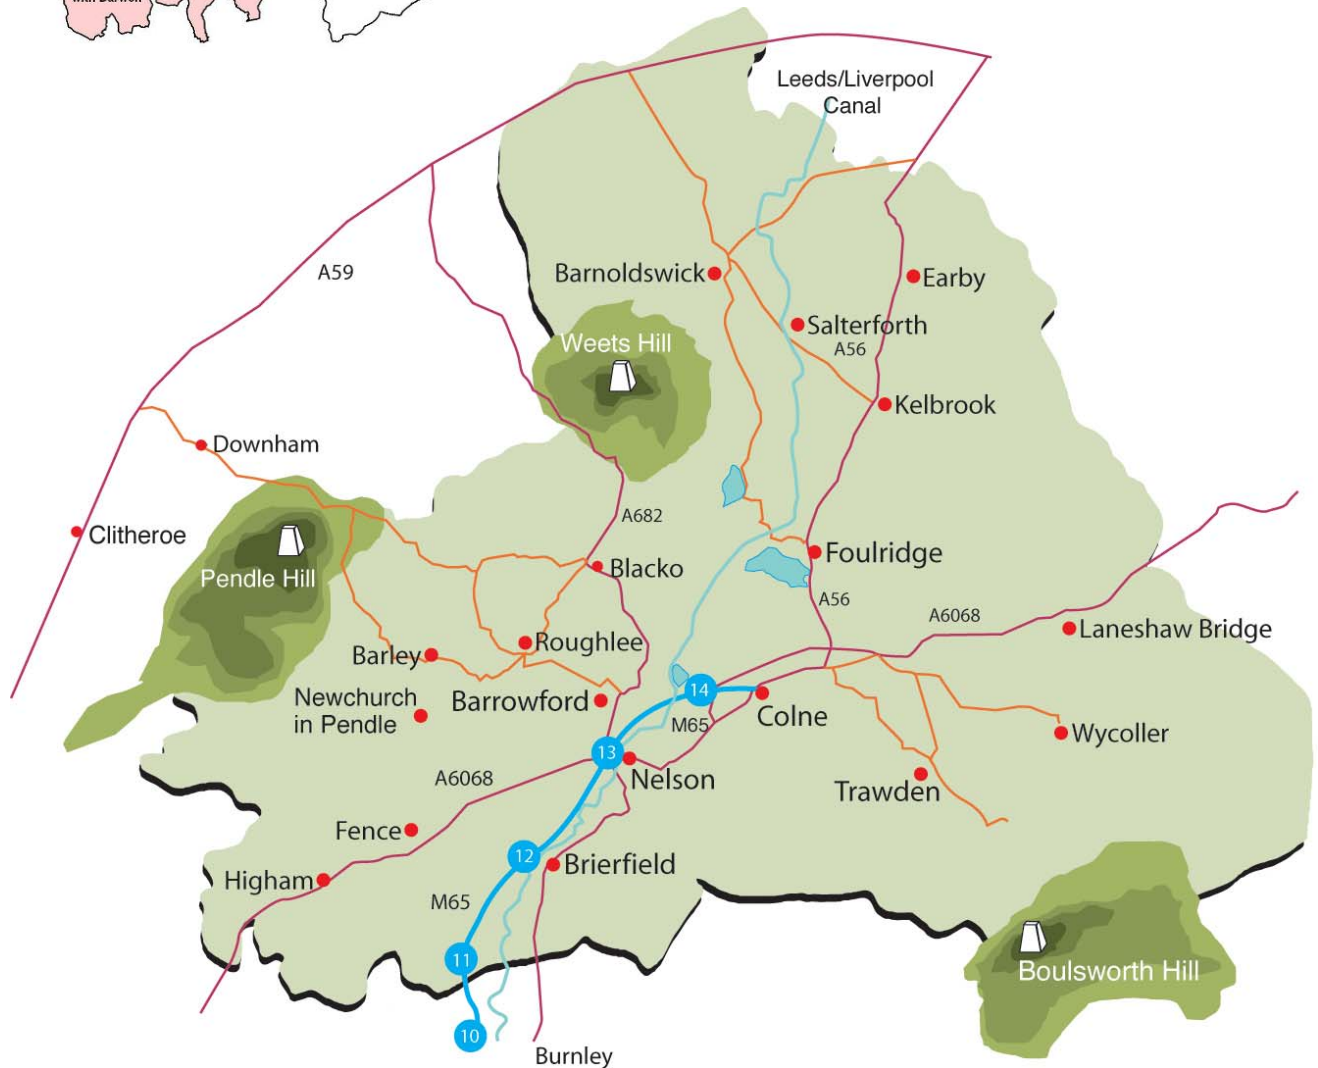 with Darwen
Leeds/Liverpool
Canal
A59
Barnoldswick
Earby
Salterforth
A56
Weets Hill
Kelbrook
Downham
Clitheroe
A682
Pendle Hill
Blacko
Foulridge
A56
A6068
Laneshaw Bridge
Roughlee
Barley
Newchurch
in Pendle
Barrowford
14
Colne
M65
Wycoller
13
Nelson
A6068
Trawden
Fence
12
Brierfield
Higham
M65
11
Boulsworth Hill
10
Burnley